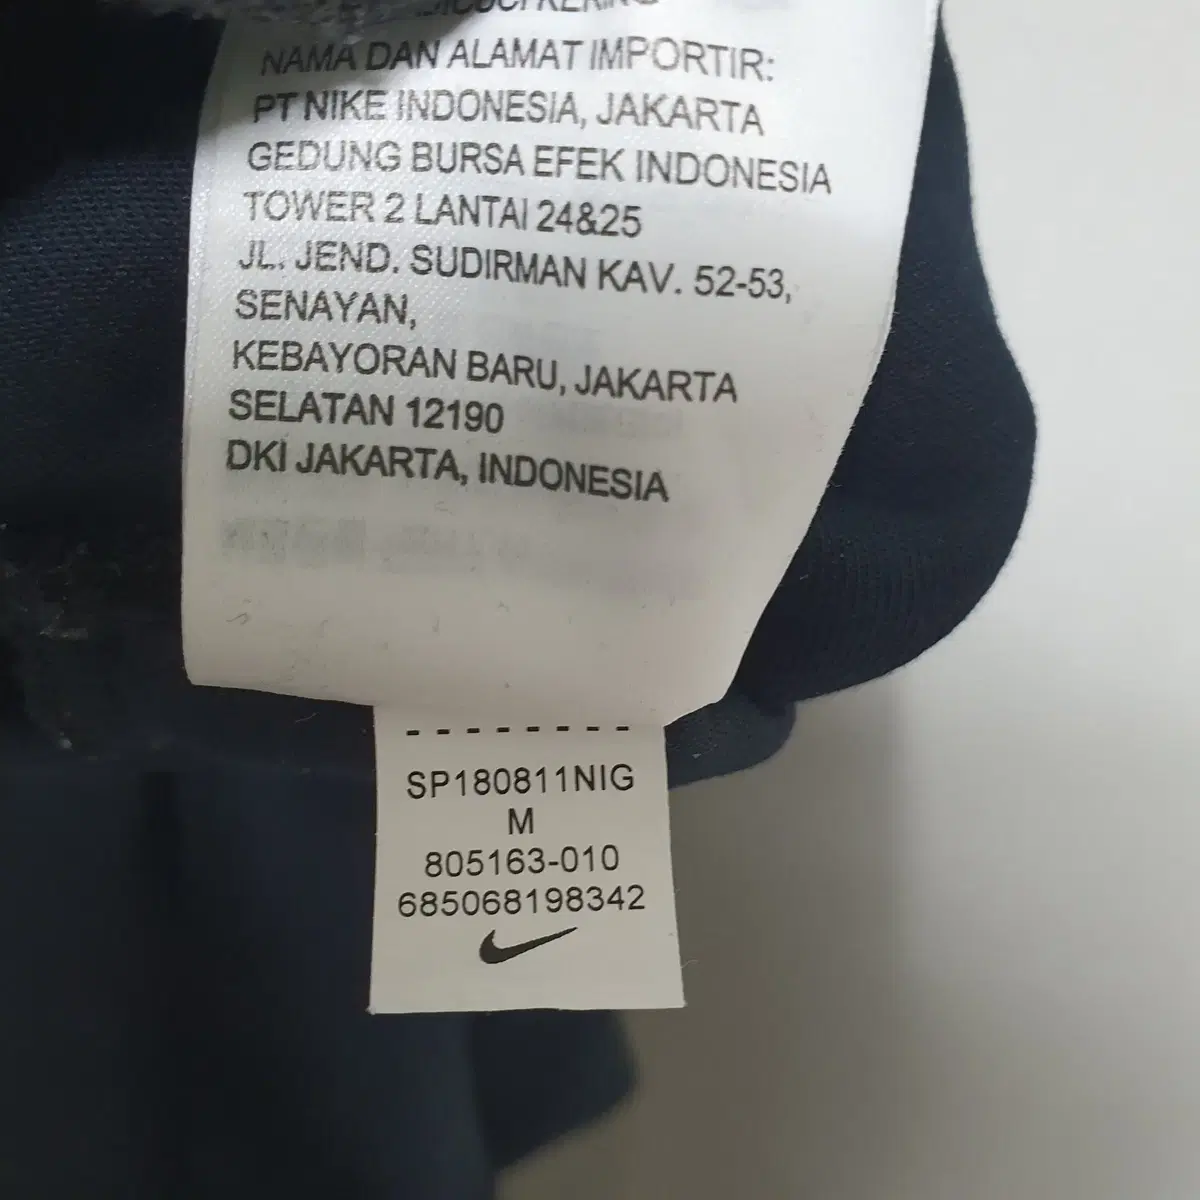 NAMA DAN ALAMAT IMPORTIR:
PT NIKE INDONESIA, JAKARTA
GEDUNG BURSA EFEK INDONESIA
TOWER 2 LANTAI 24&25
JL. JEND. SUDIRMAN KAV. 52-53,
SENAYAN,
KEBAYORAN BARU, JAKARTA
SELATAN 12190
DKI JAKARTA, INDONESIA
SP180811NIG
M
805163-010
685068198342